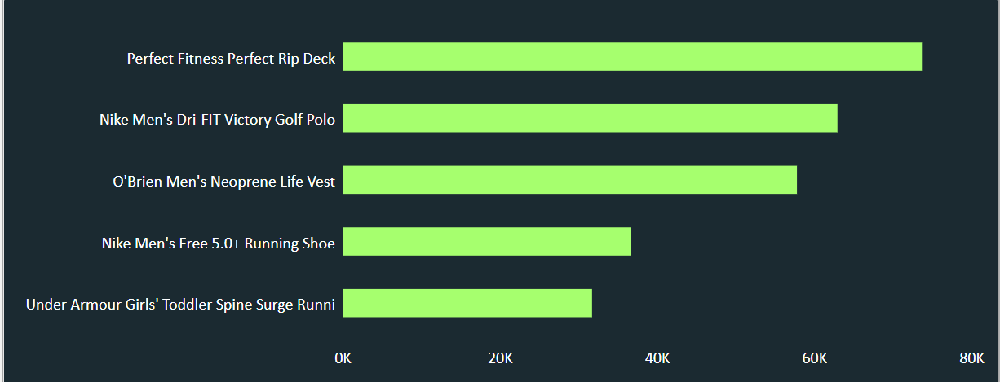 Perfect Fitness Perfect Rip Deck
Nike Men's Dri-FIT Victory Golf Polo
O'Brien Men's Neoprene Life Vest
Nike Men's Free 5.0+ Running Shoe
Under Armour Girls' Toddler Spine Surge Runni
0K 20K 40K 60K 80K